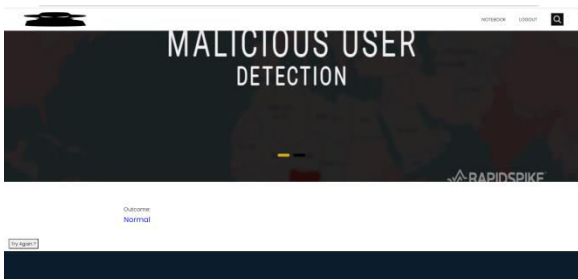 NOTEBOOK LOGOUT
MALICIOUS USER
DETECTION
RAPIDSPIKE
Outcome:
Normal
Try Again ?